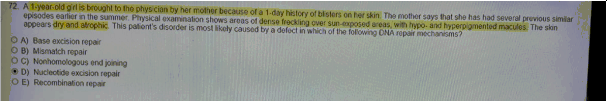 72. A 1-year-old girl is brought to the physician by her mother because of a 1-day history of blisters on her skin. The mother says that she has had several previous similar
episodes earlier in the summer. Physical examination shows areas of dense freckling over sun-exposed areas, with hypo- and hyperpigmented macules. The skin
appears dry and atrophic. This patient's disorder is most likely caused by a defect in which of the following DNA repair mechanisms?
A) Base excision repair
B) Mismatch repair
C) Nonhomologous end joining
D) Nucleotide excision repair
E) Recombination repair